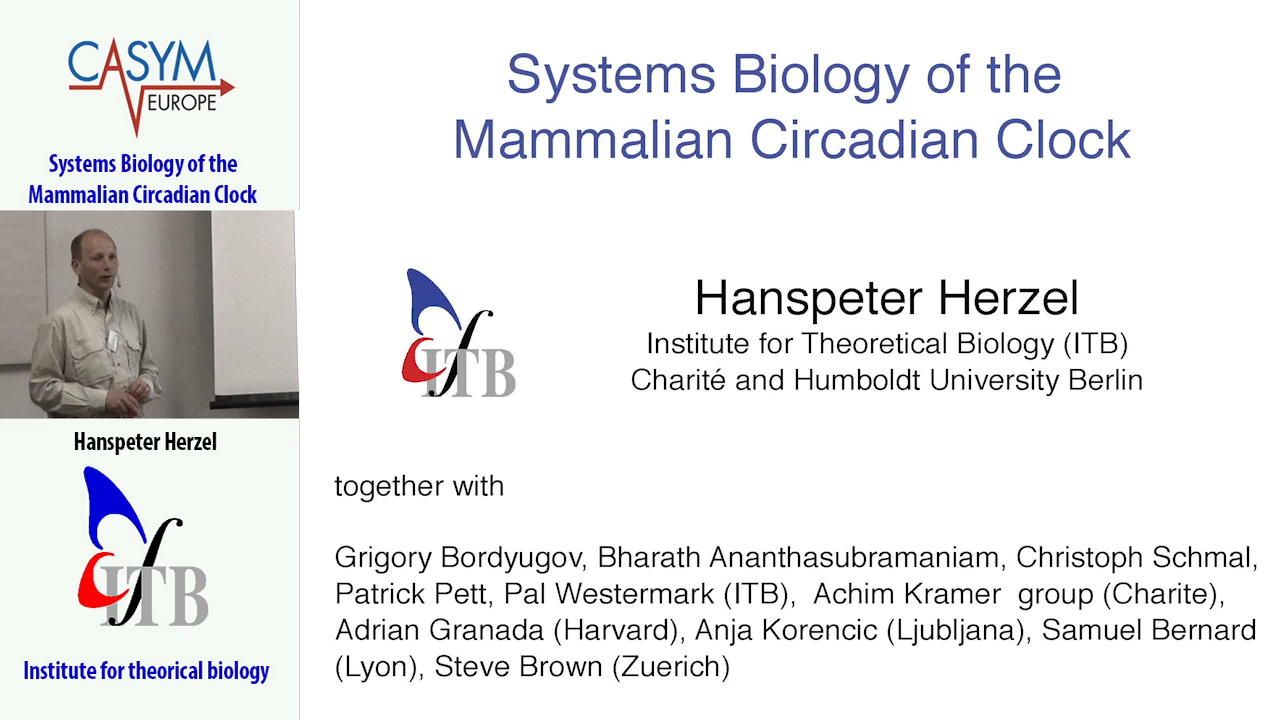 CASYM
EUROPE
Systems Biology of the
Mammalian Circadian Clock
Hanspeter Herzel
ITB
Institute for theorical biology
Systems Biology of the
Mammalian Circadian Clock
ITB
Hanspeter Herzel
Institute for Theoretical Biology (ITB)
Charité and Humboldt University Berlin
together with
Grigory Bordyugov, Bharath Ananthasubramaniam, Christoph Schmal,
Patrick Pett, Pal Westermark (ITB),  Achim Kramer  group (Charite),
Adrian Granada (Harvard), Anja Korencic (Ljubljana), Samuel Bernard
(Lyon), Steve Brown (Zuerich)